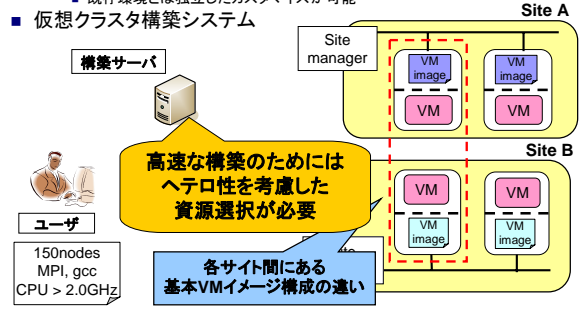 ■ 既存環境とは独立したカスタマイズが可能
■ 仮想クラスタ構築システム
Site A
Site
manager
構築サーバ
VM
image
VM
image
VM
VM
Site B
高速な構築のためには
ヘテロ性を考慮した
資源選択が必要
VM
VM
VM
image
VM
image
ユーザ
150nodes
MPI, gcc
CPU > 2.0GHz
各サイト間にある
基本VMイメージ構成の違い